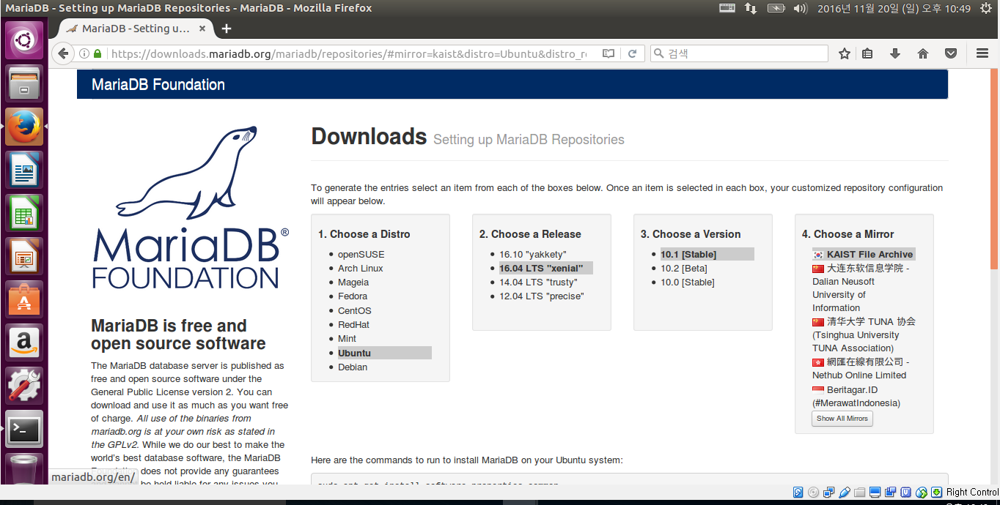 MariaDB - Setting up MariaDB Repositories - MariaDB - Mozilla Firefox
2016년 11월 20일 (일) 오후 10:49
MariaDB - Setting u...
https://downloads.mariadb.org/mariadb/repositories/#mirror=kaist&distro=Ubuntu&distro_r
검색
MariaDB Foundation
MariaDB®
FOUNDATION
MariaDB is free and
open source software
The MariaDB database server is published as
free and open source software under the
General Public License version 2. You can
download and use it as much as you want free
of charge. All use of the binaries from
mariadb.org is at your own risk as stated in
the GPLv2. While we do our best to make the
world's best database software, the MariaDB
does not provide any guarantees
be held liable for any issues you
mariadb.org/en/
Downloads Setting up MariaDB Repositories
To generate the entries select an item from each of the boxes below. Once an item is selected in each box, your customized repository configuration
will appear below.
1. Choose a Distro
openSUSE
Arch Linux
Mageia
Fedora
CentOS
RedHat
Mint
Ubuntu
Debian
2. Choose a Release
16.10 "yakkety"
16.04 LTS "xenial"
14.04 LTS "trusty"
12.04 LTS "precise"
3. Choose a Version
10.1 [Stable]
10.2 [Beta]
10.0 [Stable]
4. Choose a Mirror
KAIST File Archive
大连东软信息学院 -
Dalian Neusoft
University of
Information
清华大学 TUNA 协会
(Tsinghua University
TUNA Association)
網匯在線有限公司 -
Nethub Online Limited
Beritagar.ID
(#MerawatIndonesia)
Show All Mirrors
Here are the commands to run to install MariaDB on your Ubuntu system:
sudo apt-get install software-properties-common
Right Control